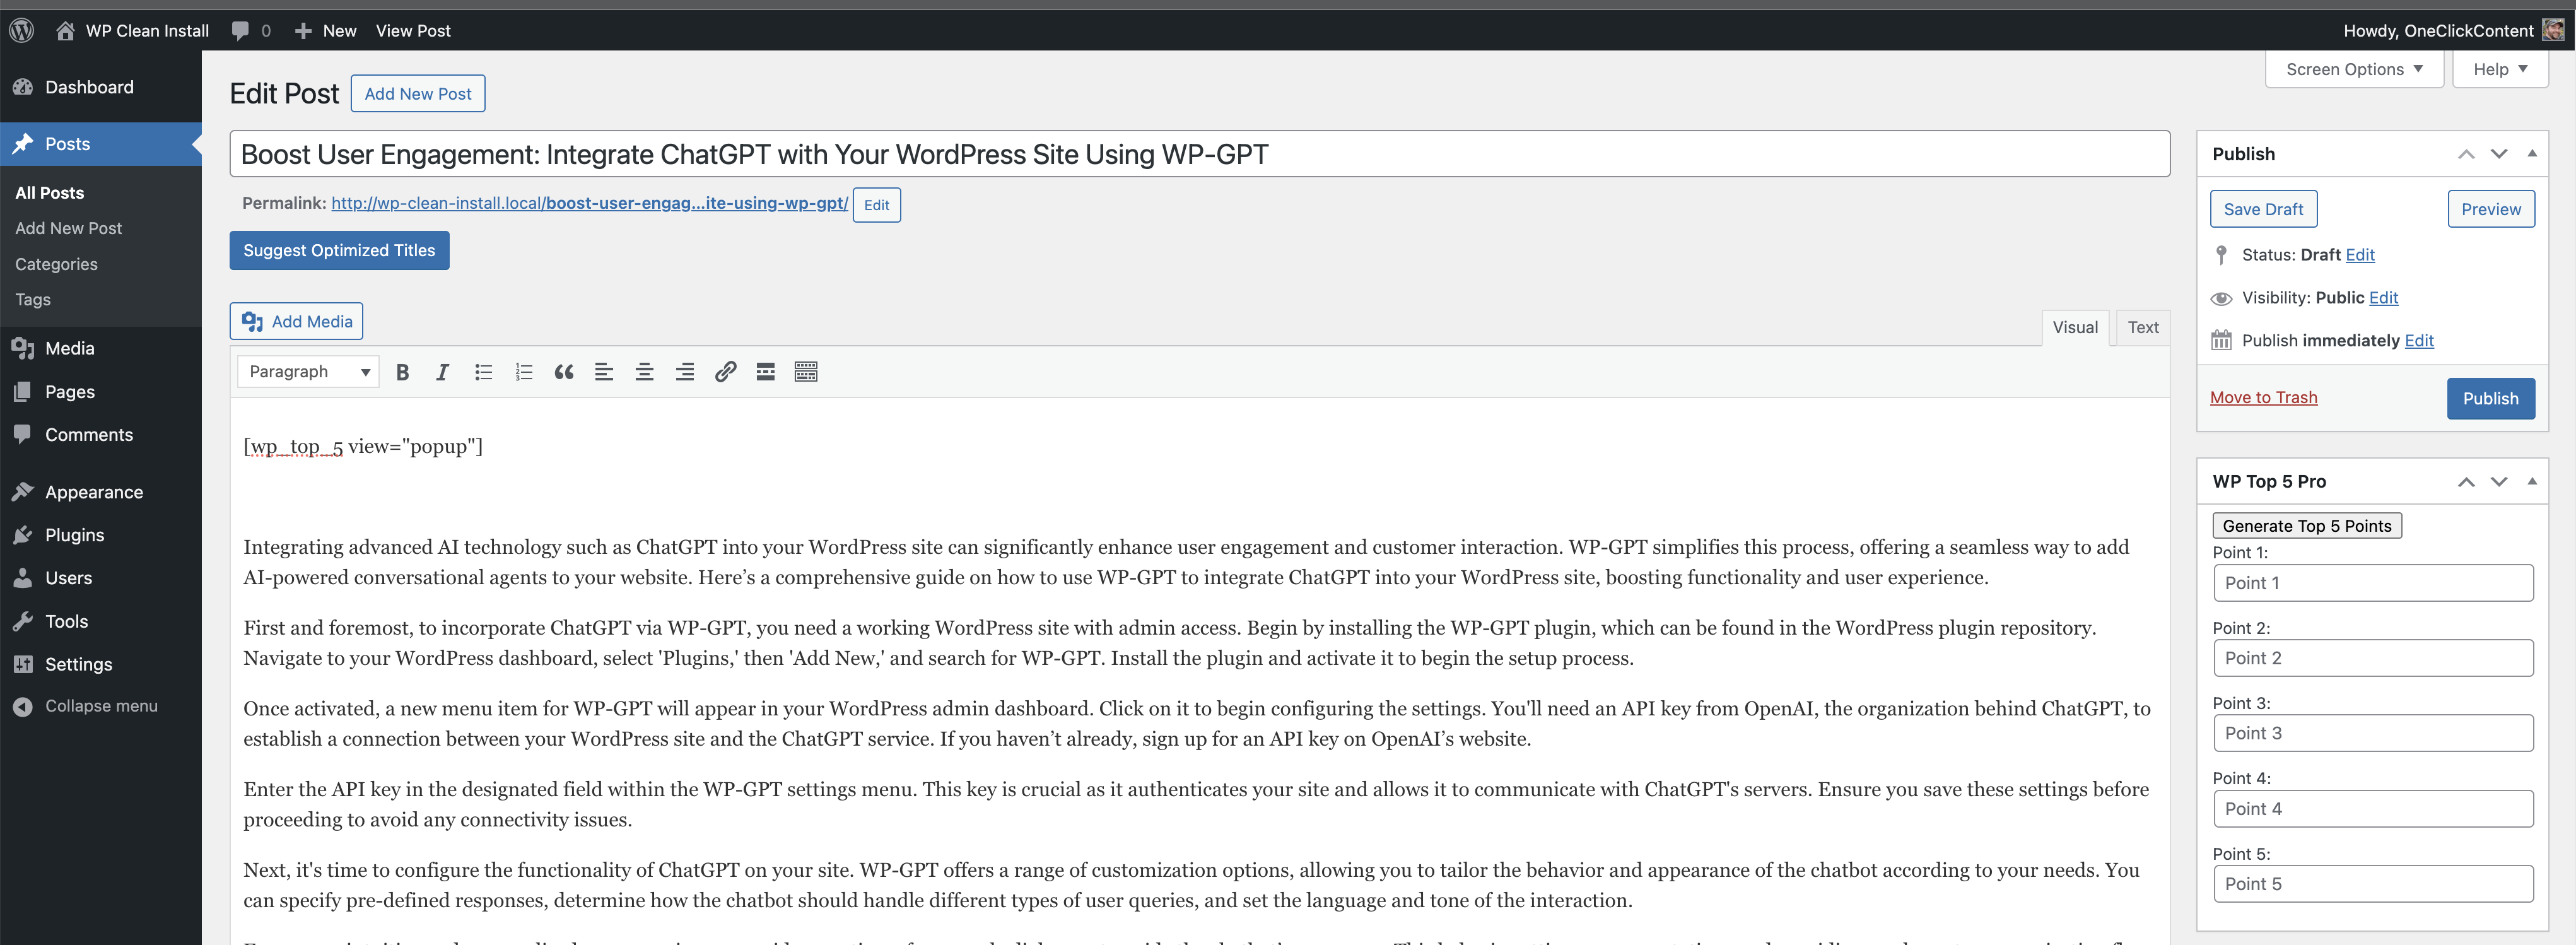 WP Clean Install
0
New
View Post
Howdy, OneClickContent
Screen Options
Help
Dashboard
Posts
All Posts
Add New Post
Categories
Tags
Media
Pages
Comments
Appearance
Plugins
Users
Tools
Settings
Collapse menu
Edit Post
Add New Post
Boost User Engagement: Integrate ChatGPT with Your WordPress Site Using WP-GPT
Permalink: http://wp-clean-install.local/boost-user-engag...ite-using-wp-gpt/ Edit
Suggest Optimized Titles
Add Media
Visual
Text
Paragraph
[wp_top_5 view="popup"]
Integrating advanced AI technology such as ChatGPT into your WordPress site can significantly enhance user engagement and customer interaction. WP-GPT simplifies this process, offering a seamless way to add
AI-powered conversational agents to your website. Here’s a comprehensive guide on how to use WP-GPT to integrate ChatGPT into your WordPress site, boosting functionality and user experience.
First and foremost, to incorporate ChatGPT via WP-GPT, you need a working WordPress site with admin access. Begin by installing the WP-GPT plugin, which can be found in the WordPress plugin repository.
Navigate to your WordPress dashboard, select 'Plugins,' then 'Add New,' and search for WP-GPT. Install the plugin and activate it to begin the setup process.
Once activated, a new menu item for WP-GPT will appear in your WordPress admin dashboard. Click on it to begin configuring the settings. You'll need an API key from OpenAI, the organization behind ChatGPT, to
establish a connection between your WordPress site and the ChatGPT service. If you haven’t already, sign up for an API key on OpenAI’s website.
Enter the API key in the designated field within the WP-GPT settings menu. This key is crucial as it authenticates your site and allows it to communicate with ChatGPT's servers. Ensure you save these settings before
proceeding to avoid any connectivity issues.
Next, it's time to configure the functionality of ChatGPT on your site. WP-GPT offers a range of customization options, allowing you to tailor the behavior and appearance of the chatbot according to your needs. You
can specify pre-defined responses, determine how the chatbot should handle different types of user queries, and set the language and tone of the interaction.
Publish
Save Draft
Preview
Status: Draft Edit
Visibility: Public Edit
Publish immediately Edit
Move to Trash
Publish
WP Top 5 Pro
Generate Top 5 Points
Point 1:
Point 1
Point 2:
Point 2
Point 3:
Point 3
Point 4:
Point 4
Point 5:
Point 5